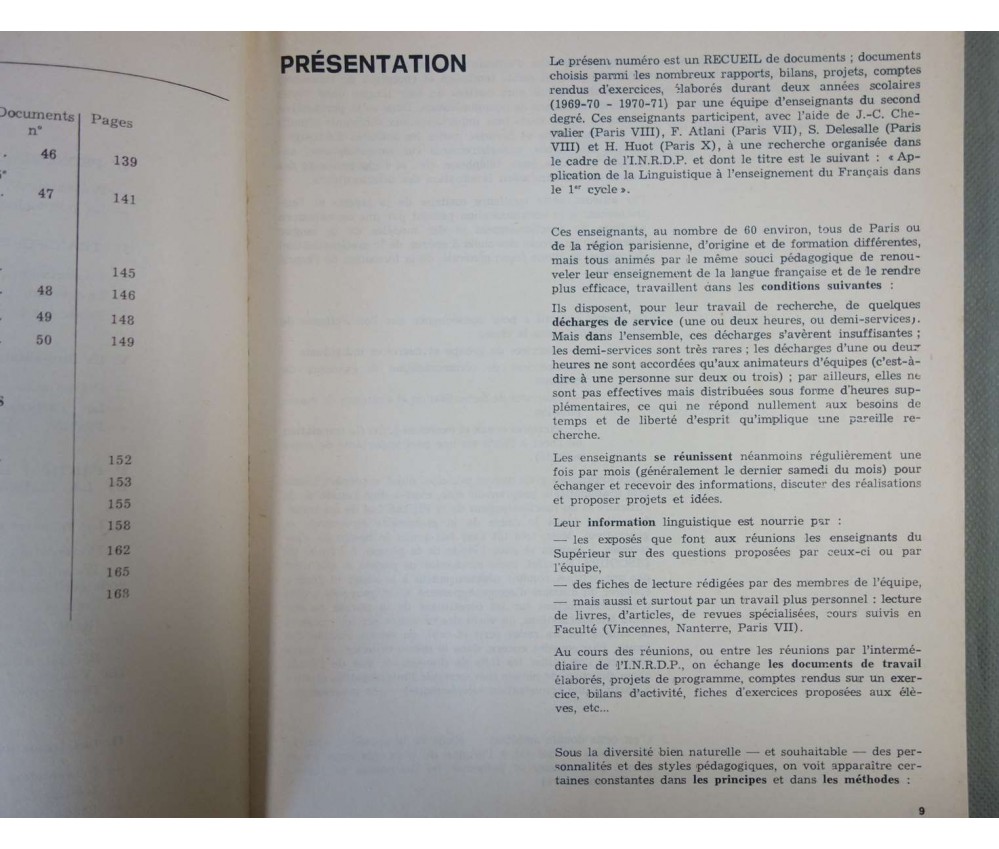 Documents Pages
n°
. 46 139
5°
. 47 141
145
. 48 146
. 49 148
. 50 149
S
152
153
155
158
162
165
168
PRÉSENTATION
Le présent numéro est un RECUEIL de documents ; documents
choisis parmi les nombreux rapports, bilans, projets, comptes
rendus d'exercices, élaborés durant deux années scolaires
(1969-70 - 1970-71) par une équipe d'enseignants du second
degré. Ces enseignants participent, avec l'aide de J.-C. Che-
valier (Paris VIII), F. Atlani (Paris VII), S. Delesalle (Paris
VIII) et H. Huot (Paris X), à une recherche organisée dans
le cadre de l'I.N.R.D.P. et dont le titre est le suivant : « Ap-
plication de la Linguistique à l'enseignement du Français dans
le 1er cycle ».
Ces enseignants, au nombre de 60 environ, tous de Paris ou
de la région parisienne, d'origine et de formation différentes,
mais tous animés par le même souci pédagogique de renou-
veler leur enseignement de la langue française et de le rendre
plus efficace, travaillent dans les conditions suivantes :
Ils disposent, pour leur travail de recherche, de quelques
décharges de service (une ou deux heures, ou demi-services).
Mais dans l'ensemble, ces décharges s'avèrent insuffisantes ;
les demi-services sont très rares ; les décharges d'une ou deux
heures ne sont accordées qu'aux animateurs d'équipes (c'est-à-
dire à une personne sur deux ou trois) ; par ailleurs, elles ne
sont pas effectives mais distribuées sous forme d'heures sup-
plémentaires, ce qui ne répond nullement aux besoins de
temps et de liberté d'esprit qu'implique une pareille re-
cherche.
Les enseignants se réunissent néanmoins régulièrement une
fois par mois (généralement le dernier samedi du mois) pour
échanger et recevoir des informations, discuter des réalisations
et proposer projets et idées.
Leur information linguistique est nourrie par :
— les exposés que font aux réunions les enseignants du
Supérieur sur des questions proposées par ceux-ci ou par
l'équipe,
— des fiches de lecture rédigées par des membres de l'équipe,
— mais aussi et surtout par un travail plus personnel : lecture
de livres, d'articles, de revues spécialisées, cours suivis en
Faculté (Vincennes, Nanterre, Paris VII).
Au cours des réunions, ou entre les réunions par l'intermé-
diaire de l'I.N.R.D.P., on échange les documents de travail
élaborés, projets de programme, comptes rendus sur un exer-
cice, bilans d'activité, fiches d'exercices proposées aux élè-
ves, etc...
Sous la diversité bien naturelle — et souhaitable — des per-
sonnalités et des styles pédagogiques, on voit apparaître cer-
taines constantes dans les principes et dans les méthodes :
9